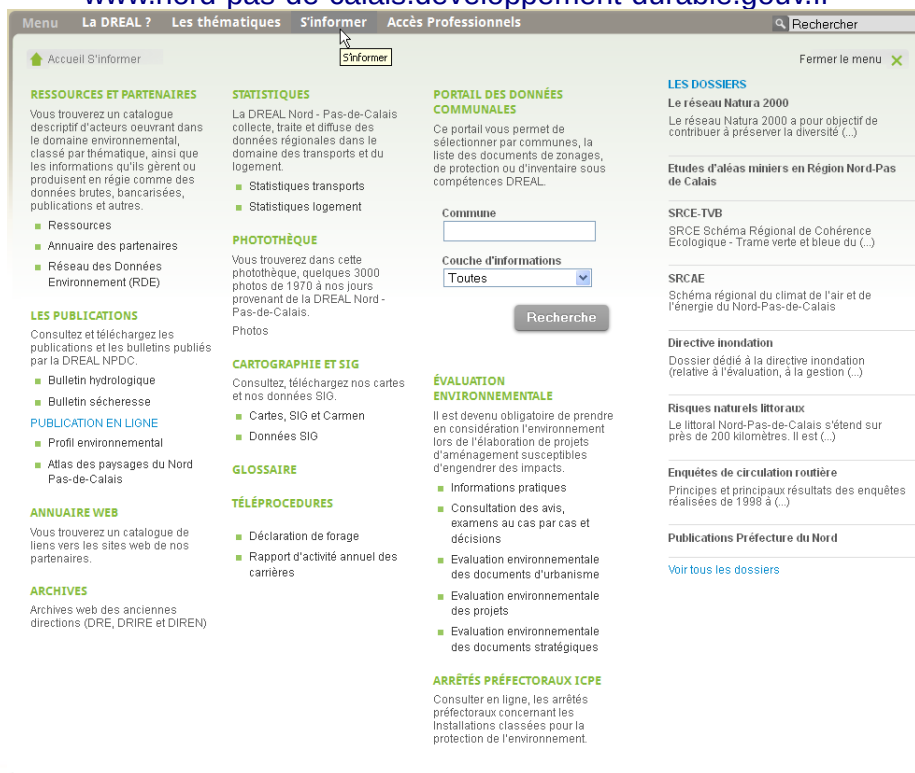 www.nord-pas-de-calais.developpement-durable.gouv.fr
Menu La DREAL ? Les thématiques S'informer Accès Professionnels Rechercher
S'informer
Accueil S'informer
Fermer le menu
RESSOURCES ET PARTENAIRES
Vous trouverez un catalogue
descriptif d'acteurs oeuvrant dans
le domaine environnemental,
classé par thématique, ainsi que
les informations qu'ils gèrent ou
produisent en régie comme des
données brutes, bancarisées,
publications et autres.
Ressources
Annuaire des partenaires
Réseau des Données
Environnement (RDE)
LES PUBLICATIONS
Consultez et téléchargez les
publications et les bulletins publiés
par la DREAL NPDC.
Bulletin hydrologique
Bulletin sécheresse
PUBLICATION EN LIGNE
Profil environnemental
Atlas des paysages du Nord
Pas-de-Calais
ANNUAIRE WEB
Vous trouverez un catalogue de
liens vers les sites web de nos
partenaires.
ARCHIVES
Archives web des anciennes
directions (DRE, DRIRE et DIREN)
STATISTIQUES
La DREAL Nord - Pas-de-Calais
collecte, traite et diffuse des
données régionales dans le
domaine des transports et du
logement.
Statistiques transports
Statistiques logement
PHOTOTHÈQUE
Vous trouverez dans cette
photothèque, quelques 3000
photos de 1970 à nos jours
provenant de la DREAL Nord -
Pas-de-Calais.
Photos
CARTOGRAPHIE ET SIG
Consultez, téléchargez nos cartes
et nos données SIG.
Cartes, SIG et Carmen
Données SIG
GLOSSAIRE
TÉLÉPROCEDURES
Déclaration de forage
Rapport d'activité annuel des
carrières
PORTAIL DES DONNÉES
COMMUNALES
Ce portail vous permet de
sélectionner par communes, la
liste des documents de zonages,
de protection ou d'inventaire sous
compétences DREAL.
Commune
Couche d'informations
Toutes
Recherche
ÉVALUATION
ENVIRONNEMENTALE
Il est devenu obligatoire de prendre
en considération l'environnement
lors de l'élaboration de projets
d'aménagement susceptibles
d'engendrer des impacts.
Informations pratiques
Consultation des avis,
examens au cas par cas et
décisions
Evaluation environnementale
des documents d'urbanisme
Evaluation environnementale
des projets
Evaluation environnementale
des documents stratégiques
ARRÊTÉS PRÉFECTORAUX ICPE
Consulter en ligne, les arrêtés
préfectoraux concernant les
Installations classées pour la
protection de l'environnement.
LES DOSSIERS
Le réseau Natura 2000
Le réseau Natura 2000 a pour objectif de
contribuer à préserver la diversité (...)
Etudes d'aléas miniers en Région Nord-Pas
de Calais
SRCE-TVB
SRCE Schéma Régional de Cohérence
Ecologique - Trame verte et bleue du (...)
SRCAE
Schéma régional du climat de l'air et de
l'énergie du Nord-Pas-de-Calais
Directive inondation
Dossier dédié à la directive inondation
(relative à l'évaluation, à la gestion (...)
Risques naturels littoraux
Le littoral Nord-Pas-de-Calais s'étend sur
près de 200 kilomètres. Il est (...)
Enquêtes de circulation routière
Principes et principaux résultats des enquêtes
réalisées de 1998 à (...)
Publications Préfecture du Nord
Voir tous les dossiers